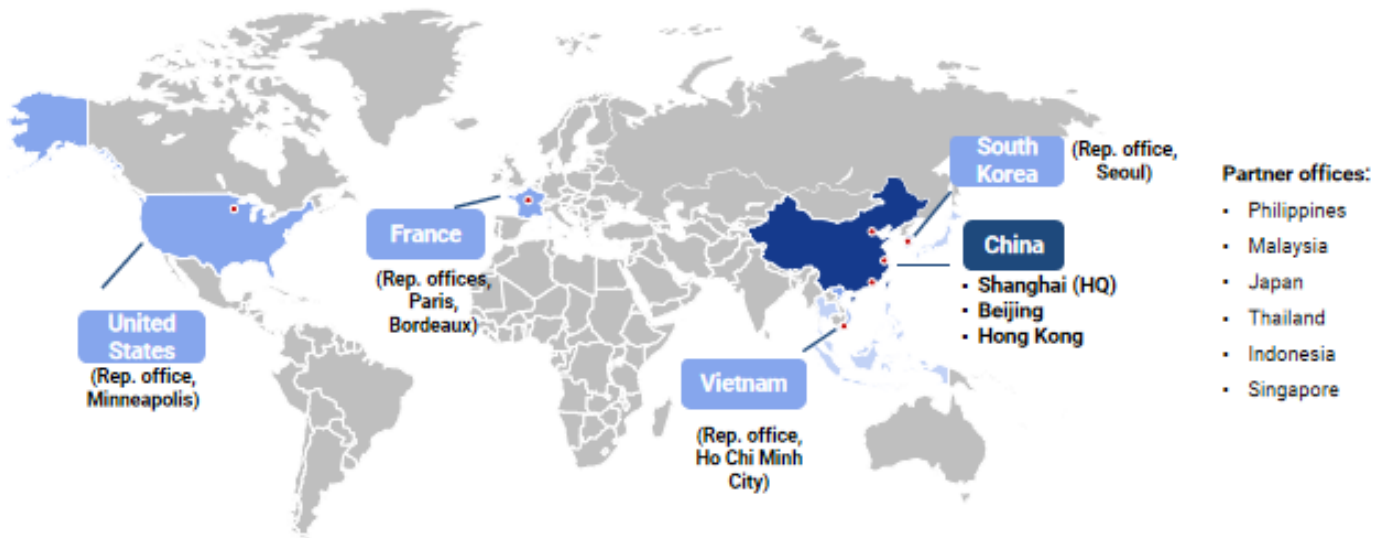 United
States
(Rep. office,
Minneapolis)
France
(Rep. offices,
Paris,
Bordeaux)
South
Korea
(Rep. office,
Seoul)
China
• Shanghai (HQ)
• Beijing
• Hong Kong
Vietnam
(Rep. office,
Ho Chi Minh
City)
Partner offices:
• Philippines
• Malaysia
• Japan
• Thailand
• Indonesia
• Singapore